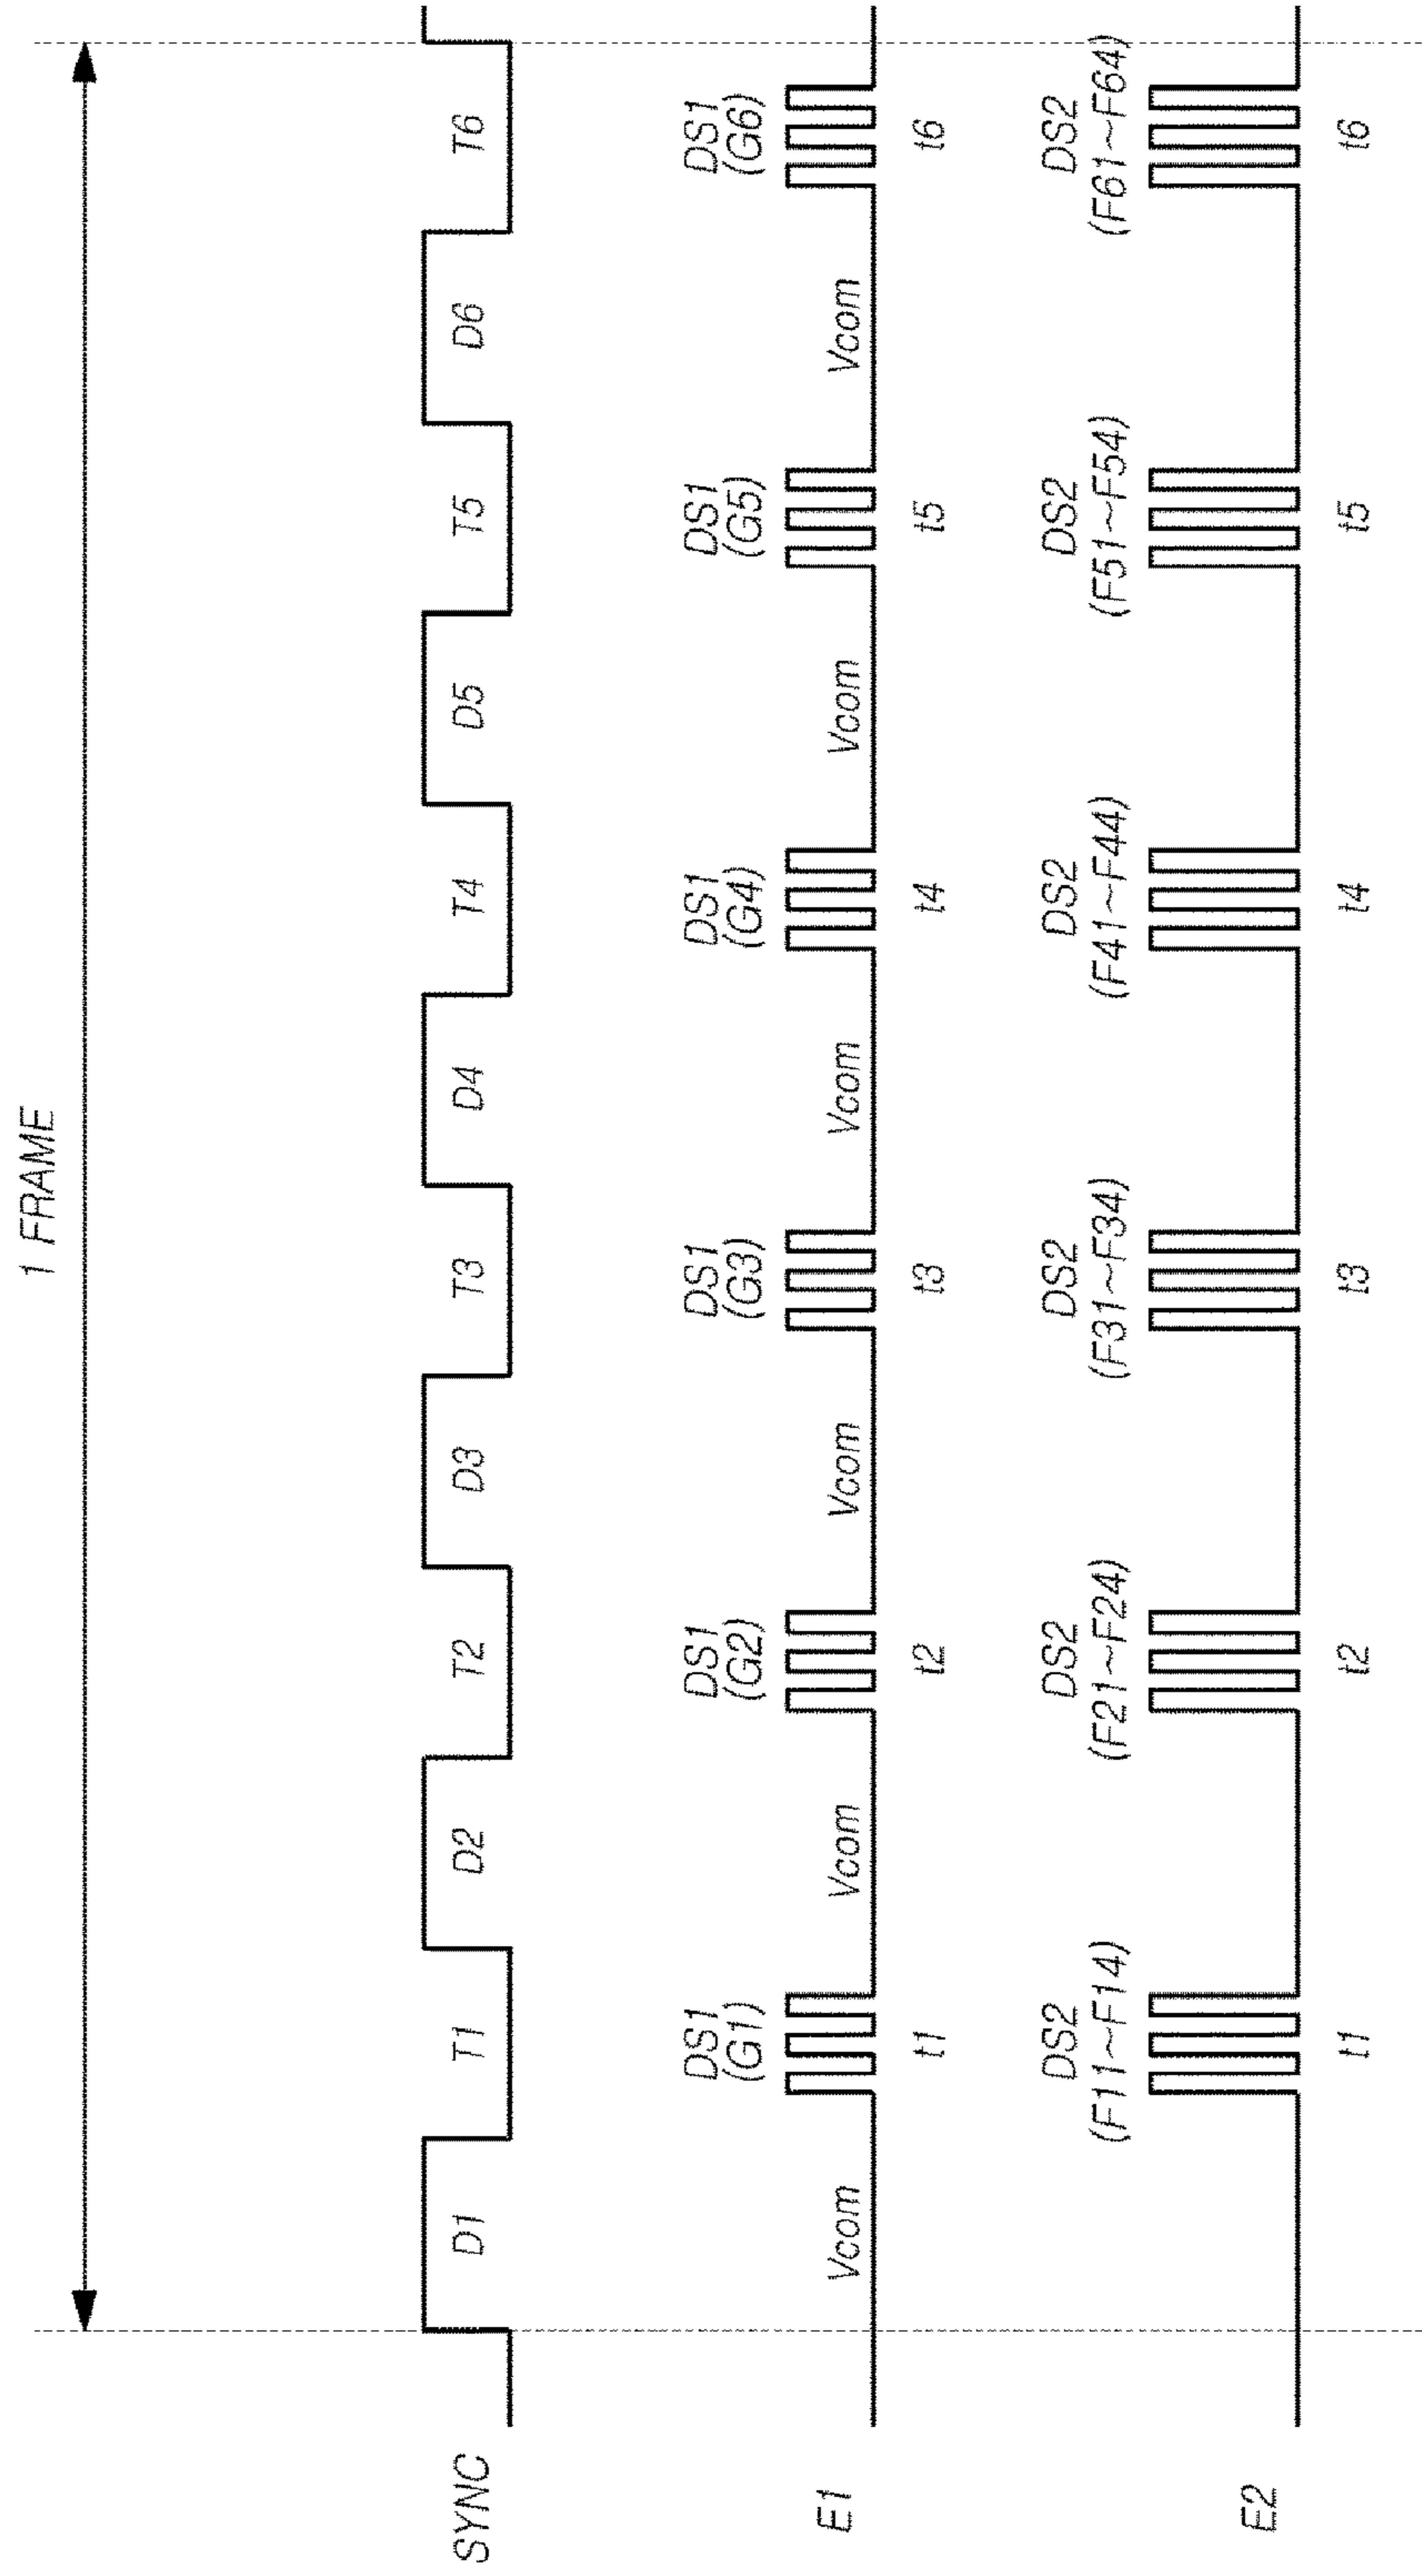 1 FRAME
SYNC
D1 T1 D2 T2 D3 T3 D4 T4 D5 T5 D6 T6
DS1 DS1 DS1 DS1 DS1 DS1
(G1) (G2) (G3) (G4) (G5) (G6)
E1
Vcom Vcom Vcom Vcom Vcom Vcom
t1 t2 t3 t4 t5 t6
DS2 DS2 DS2 DS2 DS2 DS2
(F11~F14) (F21~F24) (F31~F34) (F41~F44) (F51~F54) (F61~F64)
E2
t1 t2 t3 t4 t5 t6